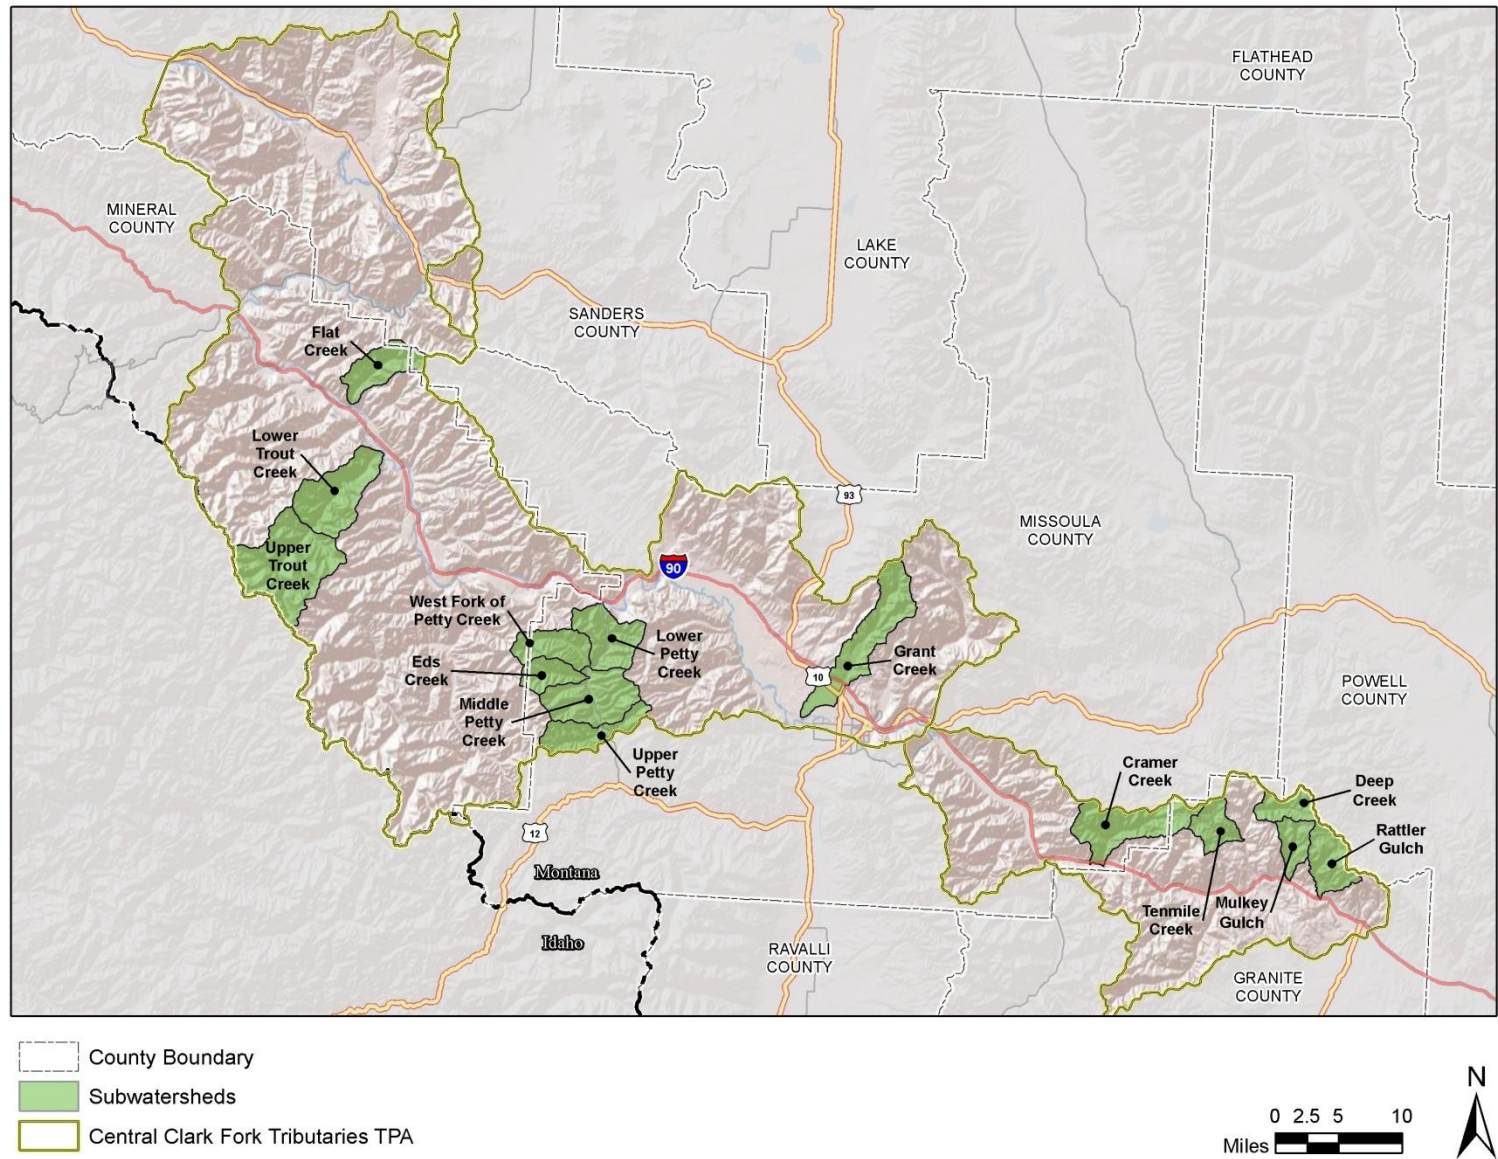 FLATHEAD
COUNTY
MINERAL
COUNTY
LAKE
COUNTY
SANDERS
COUNTY
Flat
Creek
Lower
Trout
Creek
93
MISSOULA
COUNTY
Upper
Trout
Creek
90
West Fork of
Petty Creek
Lower
Petty
Creek
Grant
Creek
Eds
Creek
10
POWELL
COUNTY
Middle
Petty
Creek
Upper
Petty
Creek
Cramer
Creek
Deep
Creek
Rattler
Gulch
12
Montana
Idaho
Tenmile
Creek
Mulkey
Gulch
RAVALLI
COUNTY
GRANITE
COUNTY
County Boundary
Subwatersheds
Central Clark Fork Tributaries TPA
N
0 2.5 5 10
Miles